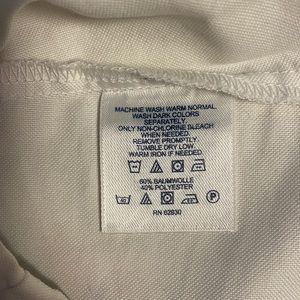 MACHINE WASH WARM NORMAL
WASH DARK COLORS
SEPARATELY.
ONLY NON-CHLORINE BLEACH
WHEN NEEDED.
REMOVE PROMPTLY.
TUMBLE DRY LOW.
WARM IRON IF NEEDED.
60% BAUMWOLLE
40% POLYESTER
P
RN 62830